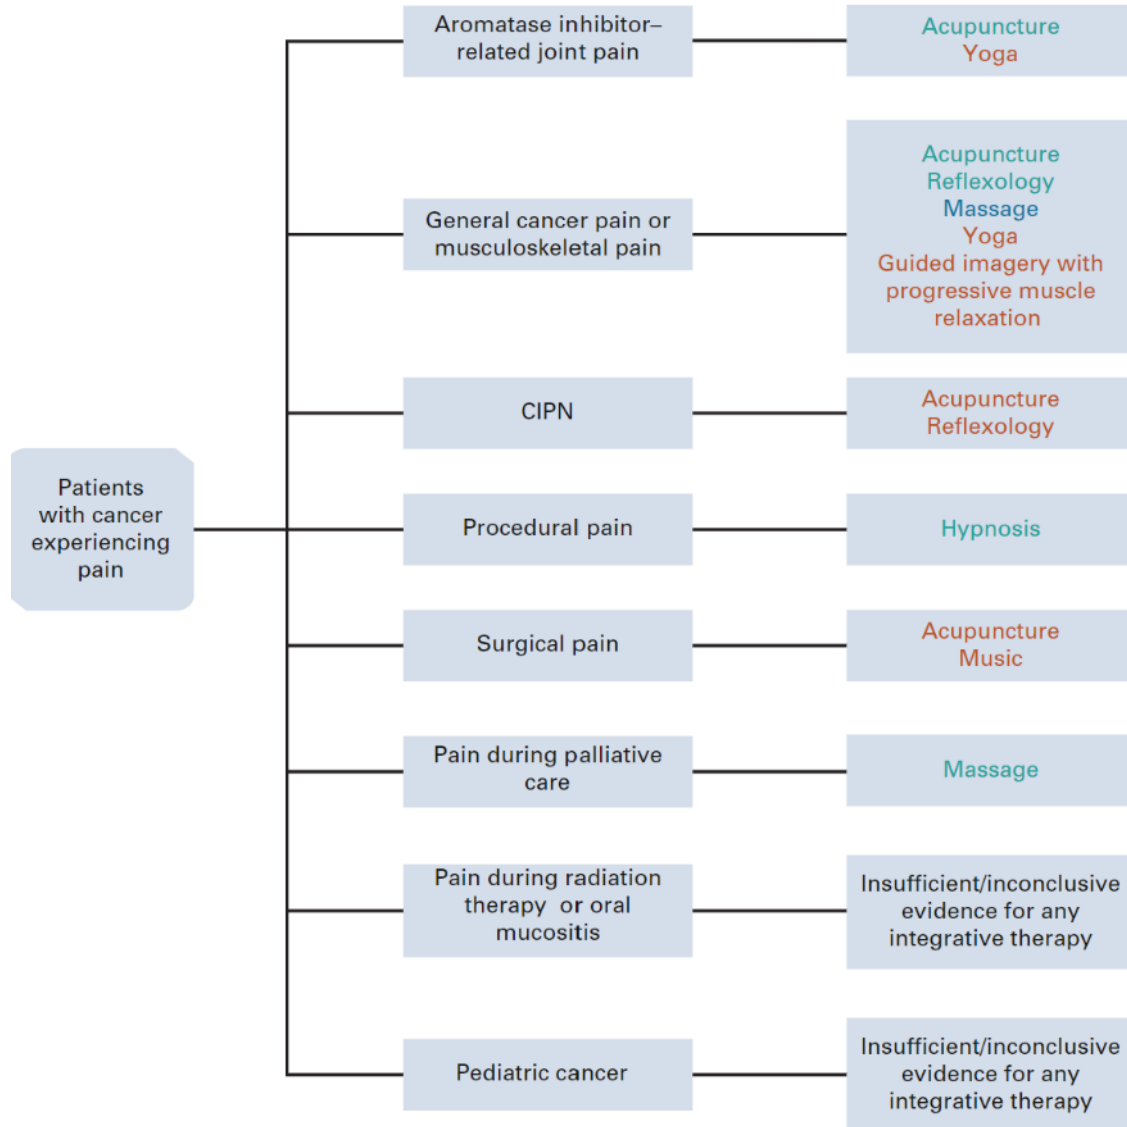 Patients
with cancer
experiencing
pain
Aromatase inhibitor–
related joint pain
Acupuncture
Yoga
General cancer pain or
musculoskeletal pain
Acupuncture
Reflexology
Massage
Yoga
Guided imagery with
progressive muscle
relaxation
CIPN
Acupuncture
Reflexology
Procedural pain
Hypnosis
Surgical pain
Acupuncture
Music
Pain during palliative
care
Massage
Pain during radiation
therapy or oral
mucositis
Insufficient/inconclusive
evidence for any
integrative therapy
Pediatric cancer
Insufficient/inconclusive
evidence for any
integrative therapy